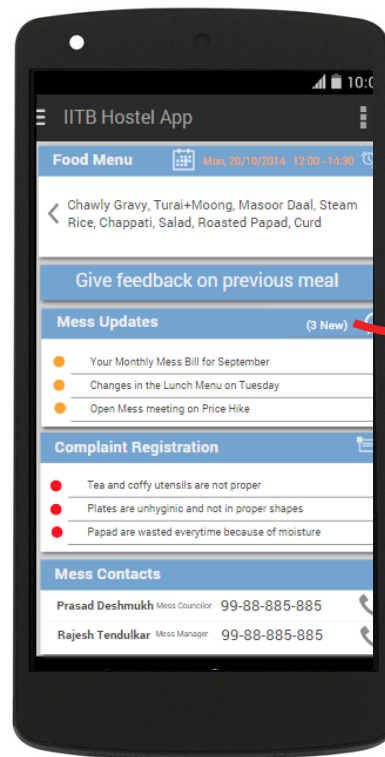 10:0
IITB Hostel App
Food Menu Mon, 20/10/2014 12:00 - 14:30
Chawly Gravy, Turai+Moong, Masoor Daal, Steam
Rice, Chappati, Salad, Roasted Papad, Curd
Give feedback on previous meal
Mess Updates (3 New)
Your Monthly Mess Bill for September
Changes in the Lunch Menu on Tuesday
Open Mess meeting on Price Hike
Complaint Registration
Tea and coffy utensils are not proper
Plates are unhyginic and not in proper shapes
Papad are wasted everytime because of moisture
Mess Contacts
Prasad Deshmukh Mess Councilor 99-88-885-885
Rajesh Tendulkar Mess Manager 99-88-885-885